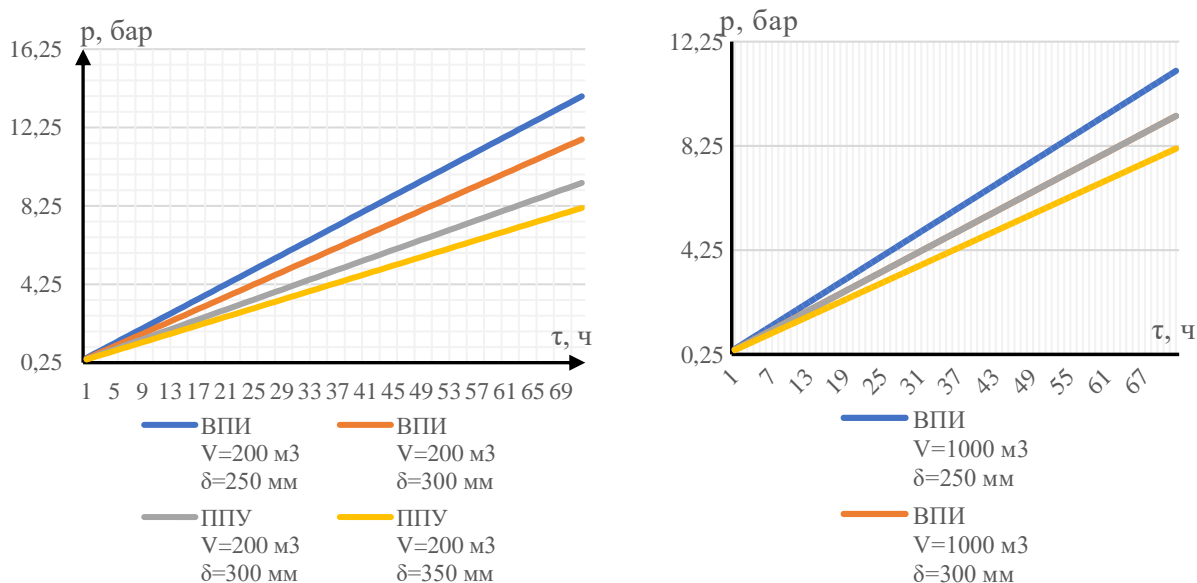 p, бар
16,25
12,25
8,25
4,25
0,25
τ, ч
1 5 9 13 17 21 25 29 33 37 41 45 49 53 57 61 65 69
ВПИ
V=200 м3
δ=250 мм
ВПИ
V=200 м3
δ=300 мм
ППУ
V=200 м3
δ=300 мм
ППУ
V=200 м3
δ=350 мм
p, бар
12,25
8,25
4,25
0,25
τ, ч
1 7 13 19 25 31 37 43 49 55 61 67
ВПИ
V=1000 м3
δ=250 мм
ВПИ
V=1000 м3
δ=300 мм